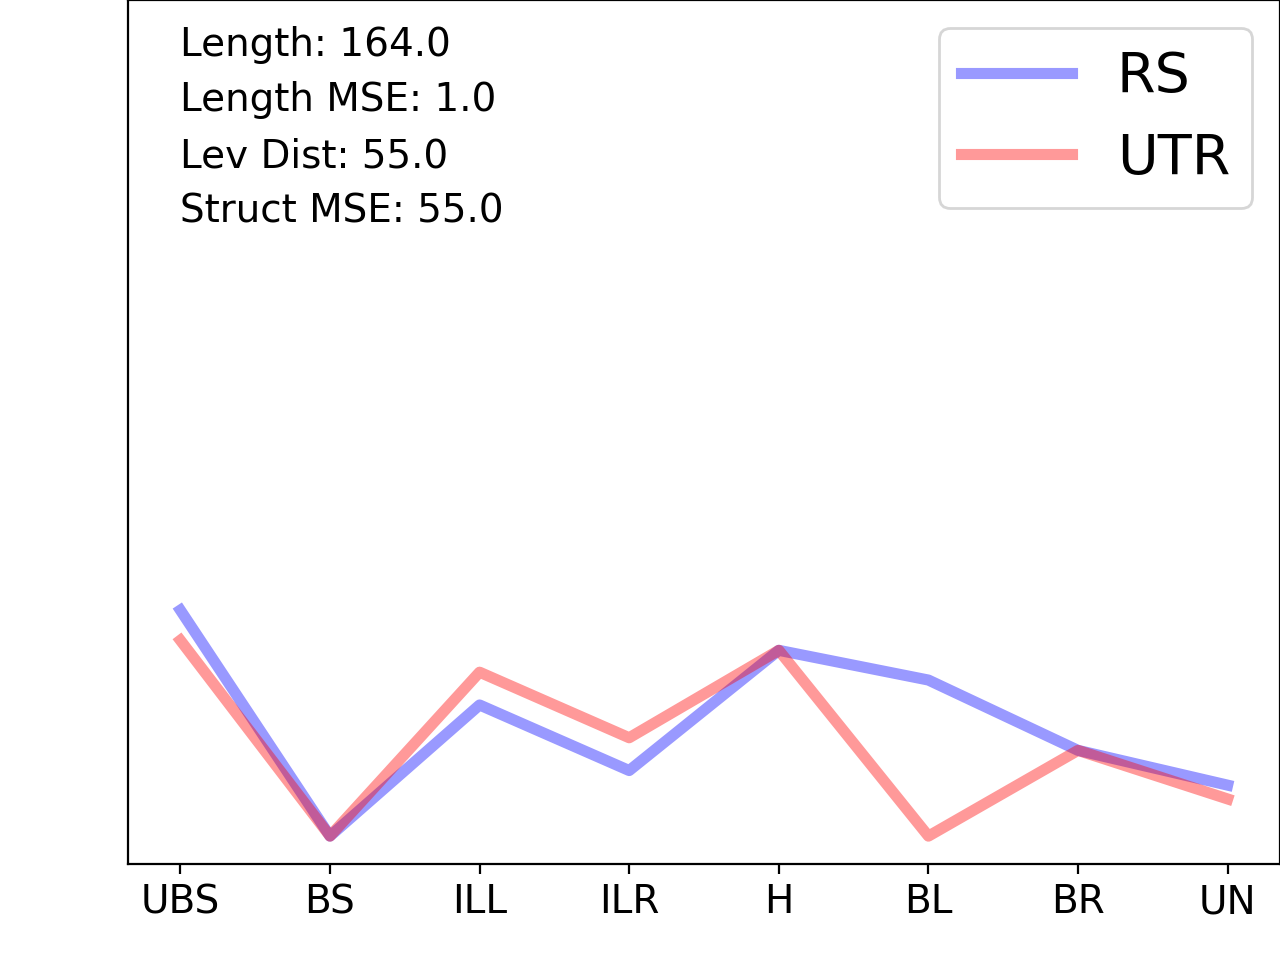 Length: 164.0
Length MSE: 1.0
Lev Dist: 55.0
Struct MSE: 55.0
RS
UTR
UBS BS ILL ILR H BL BR UN